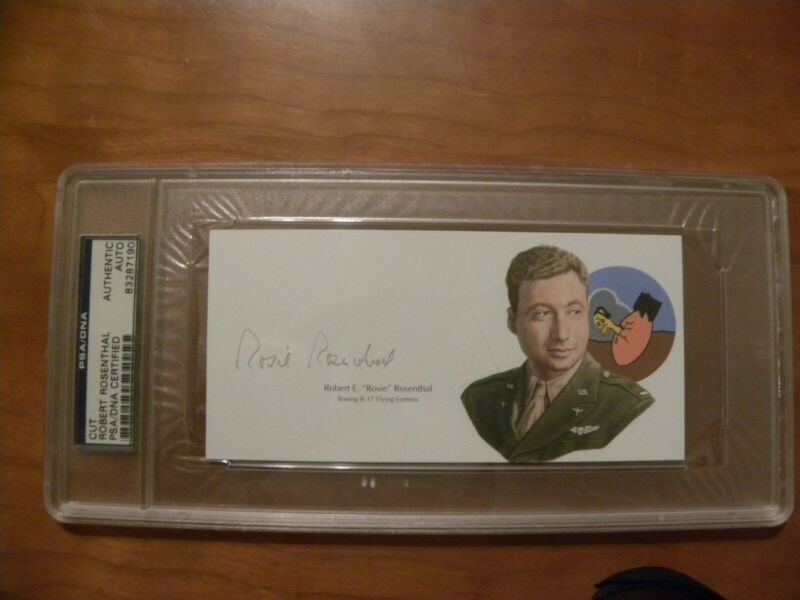 PSA/DNA
CUT
ROBERT ROSENTHAL
PSA/DNA CERTIFIED
AUTHENTIC
AUTO
83287190
Rosie Rosenthal
Robert E. "Rosie" Rosenthal
Boeing B-17 Flying Fortress
U.S.